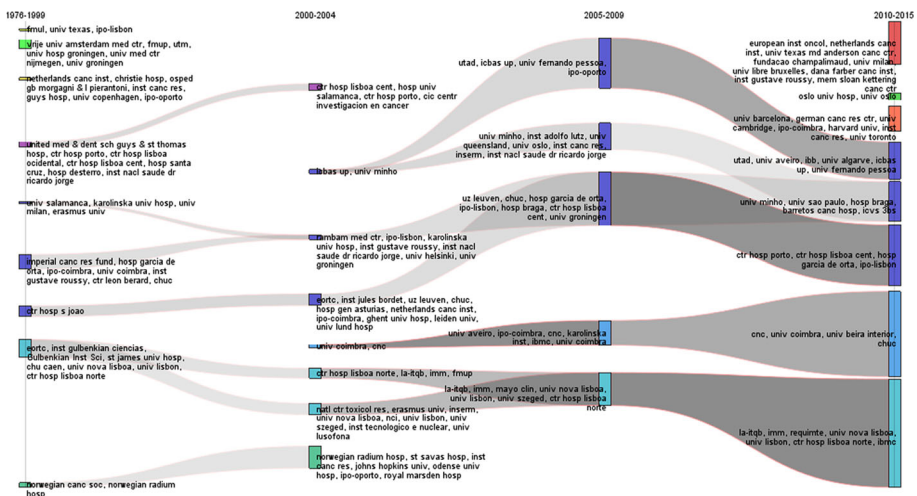 1976-1999
2000-2004
2005-2009
2010-2015
fmul, univ texas, ipo-lisbon
vrije univ amsterdam med ctr, fmup, utm,
univ hosp groningen, univ med ctr
nijmegen, univ groningen
netherlands canc inst, christie hosp, osped
gb morgagni & l pierantoni, inst canc res,
guys hosp, univ copenhagen, ipo-oporto
united med & dent sch guys & st thomas
hosp, ctr hosp porto, ctr hosp lisboa
ocidental, ctr hosp lisboa cent, hosp santa
cruz, hosp desterro, inst nacl saude dr
ricardo jorge
univ salamanca, karolinska univ hosp, univ
milan, erasmus univ
imperial canc res fund, hosp garcia de
orta, ipo-coimbra, univ coimbra, inst
gustave roussy, ctr leon berard, chuc
ctr hosp s joao
eortc, inst gulbenkian ciencias,
Gulbenkian Inst Sci, st james univ hosp,
chu caen, univ nova lisboa, univ lisbon,
ctr hosp lisboa norte
norwegian canc soc, norwegian radium
hosp
ctr hosp lisboa cent, hosp univ
salamanca, ctr hosp porto, cic centr
investigacion en cancer
icbas up, univ minho
rambam med ctr, ipo-lisbon, karolinska
univ hosp, inst gustave roussy, inst nacl
saude dr ricardo jorge, univ helsinki, univ
groningen
eortc, inst jules bordet, uz leuven, chuc,
hosp gen asturias, netherlands canc inst,
ipo-coimbra, ghent univ hosp, leiden univ,
univ lund hosp
univ coimbra, cnc
ctr hosp lisboa norte, la-itqb, imm, fmup
natl ctr toxicol res, erasmus univ, inserm,
univ nova lisboa, nci, univ lisbon, univ
szeged, inst tecnologico e nuclear, univ
lusofona
norwegian radium hosp, st savas hosp, inst
canc res, johns hopkins univ, odense univ
hosp, ipo-oporto, royal marsden hosp
utad, icbas up, univ fernando pessoa,
ipo-oporto
univ minho, inst adolfo lutz, univ
queensland, univ oslo, inst canc res,
inserm, inst nacl saude dr ricardo jorge
uz leuven, chuc, hosp garcia de orta,
ipo-lisbon, hosp braga, ctr hosp lisboa
cent, univ groningen
univ aveiro, ipo-coimbra, cnc, karolinska
inst, ibmc, univ coimbra
la-itqb, imm, mayo clin, univ nova lisboa,
univ lisbon, univ szeged, ctr hosp lisboa
norte
european inst oncol, netherlands canc
inst, univ texas md anderson canc ctr,
fundacao champalimaud, univ milan,
univ libre bruxelles, dana farber canc inst,
inst gustave roussy, mem sloan kettering
canc ctr
oslo univ hosp, univ oslo
univ barcelona, german canc res ctr, univ
cambridge, ipo-coimbra, harvard univ, inst
canc res, univ toronto
utad, univ aveiro, ibb, univ algarve, icbas
up, univ fernando pessoa
univ minho, univ sao paulo, hosp braga,
barretos canc hosp, icvs 3bs
ctr hosp porto, ctr hosp lisboa cent, hosp
garcia de orta, ipo-lisbon
cnc, univ coimbra, univ beira interior,
chuc
la-itqb, imm, requimte, univ nova lisboa,
univ lisbon, ctr hosp lisboa norte, ibmc